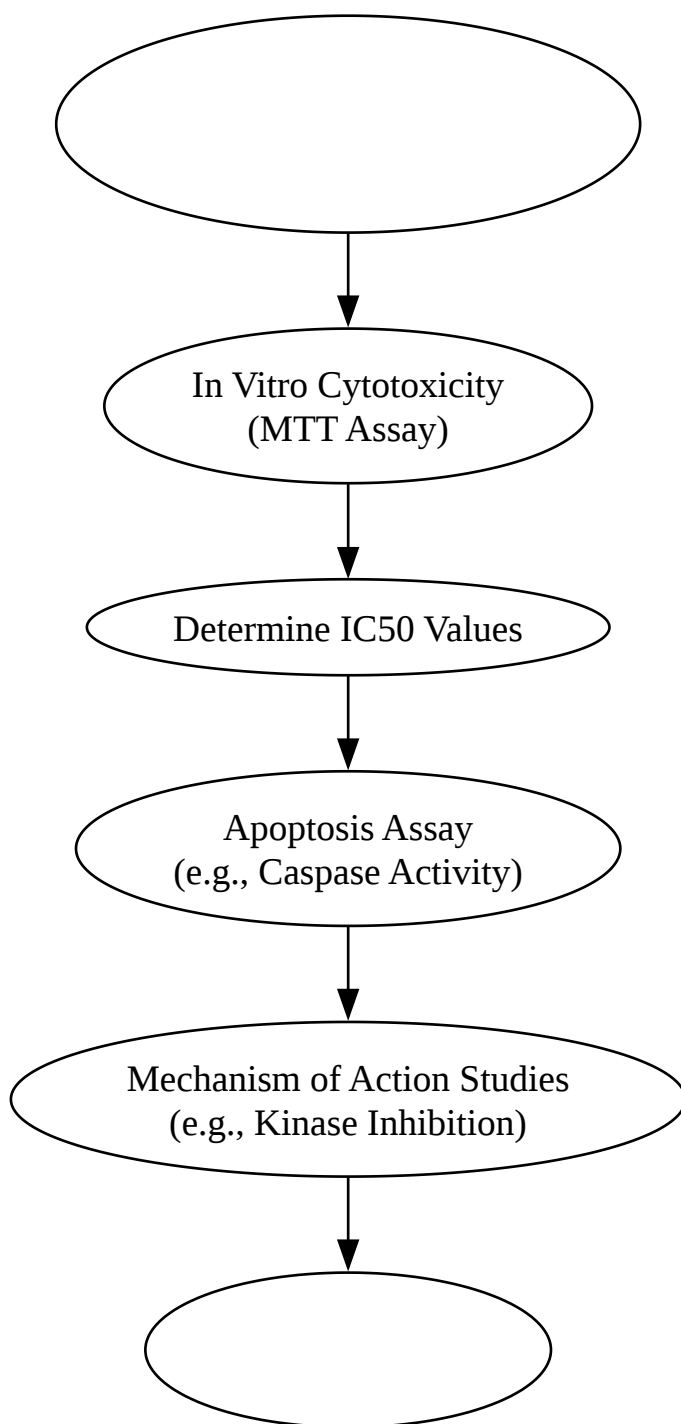 In Vitro Cytotoxicity
(MTT Assay)
Determine IC50 Values
Apoptosis Assay
(e.g., Caspase Activity)
Mechanism of Action Studies
(e.g., Kinase Inhibition)